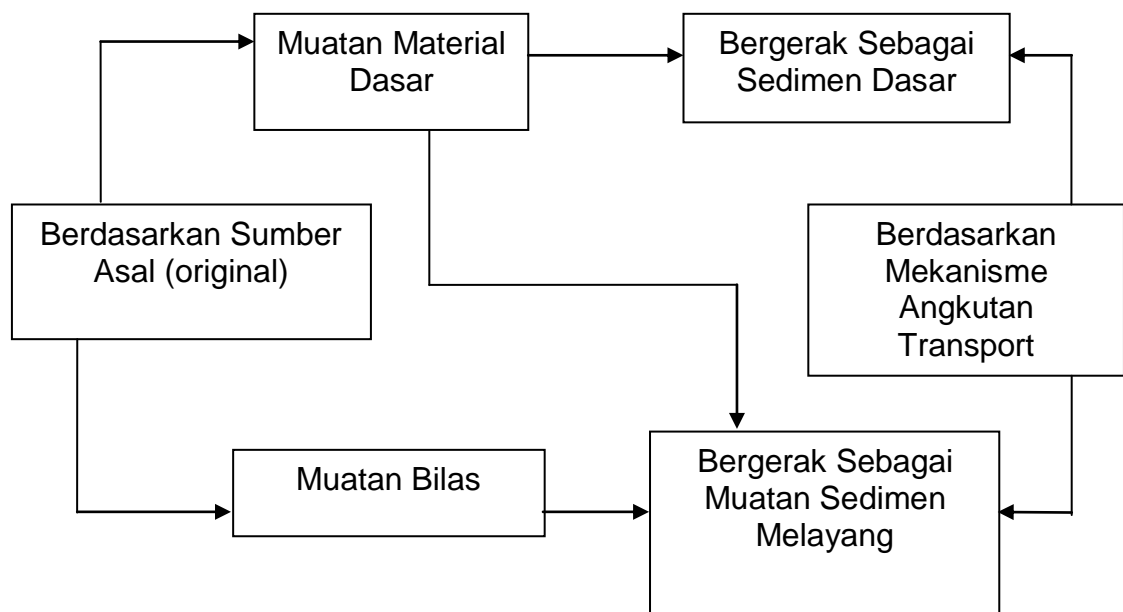 Muatan Material
Dasar
Bergerak Sebagai
Sedimen Dasar
Berdasarkan Sumber
Asal (original)
Berdasarkan
Mekanisme
Angkutan
Transport
Muatan Bilas
Bergerak Sebagai
Muatan Sedimen
Melayang